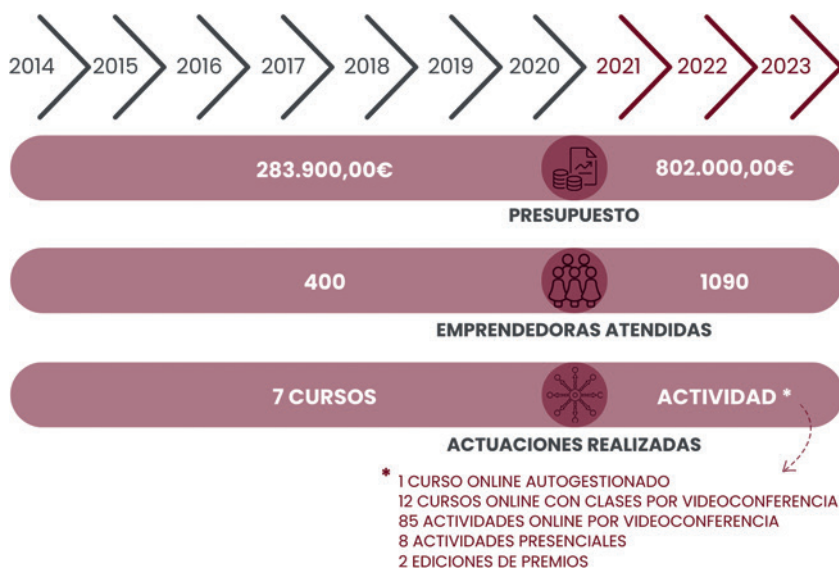 2014 2015 2016 2017 2018 2019 2020 2021 2022 2023
283.900,00€ 802.000,00€
PRESUPUESTO
400 1090
EMPRENDEDORAS ATENDIDAS
7 CURSOS ACTIVIDAD *
ACTUACIONES REALIZADAS
* 1 CURSO ONLINE AUTOGESTIONADO
12 CURSOS ONLINE CON CLASES POR VIDEOCONFERENCIA
85 ACTIVIDADES ONLINE POR VIDEOCONFERENCIA
8 ACTIVIDADES PRESENCIALES
2 EDICIONES DE PREMIOS